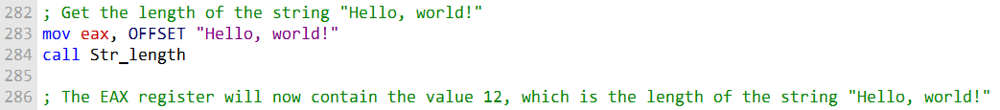 282 ; Get the length of the string "Hello, world!"
283 mov eax, OFFSET "Hello, world!"
284 call Str_length
285
286 ; The EAX register will now contain the value 12, which is the length of the string "Hello, world!"